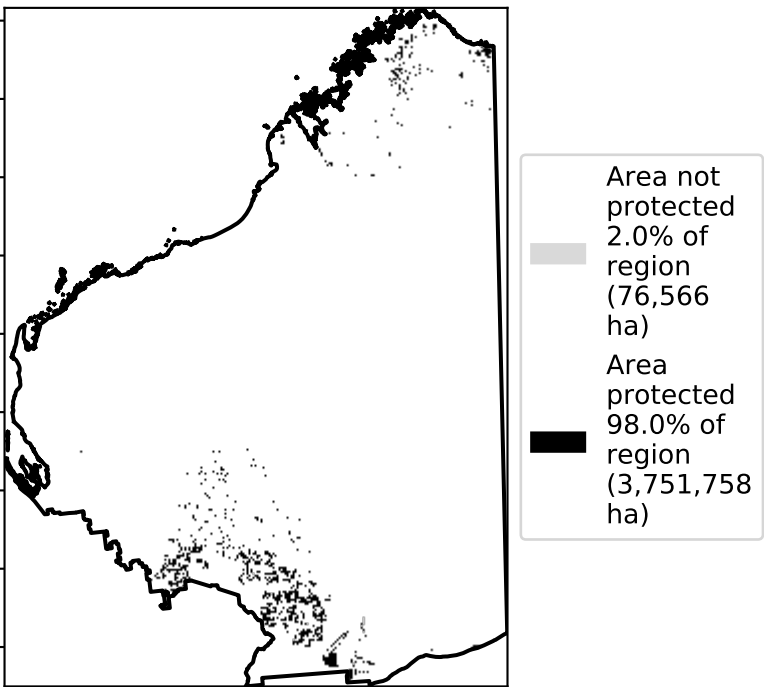 Area not
protected
2.0% of
region
(76,566
ha)
Area
protected
98.0% of
region
(3,751,758
ha)